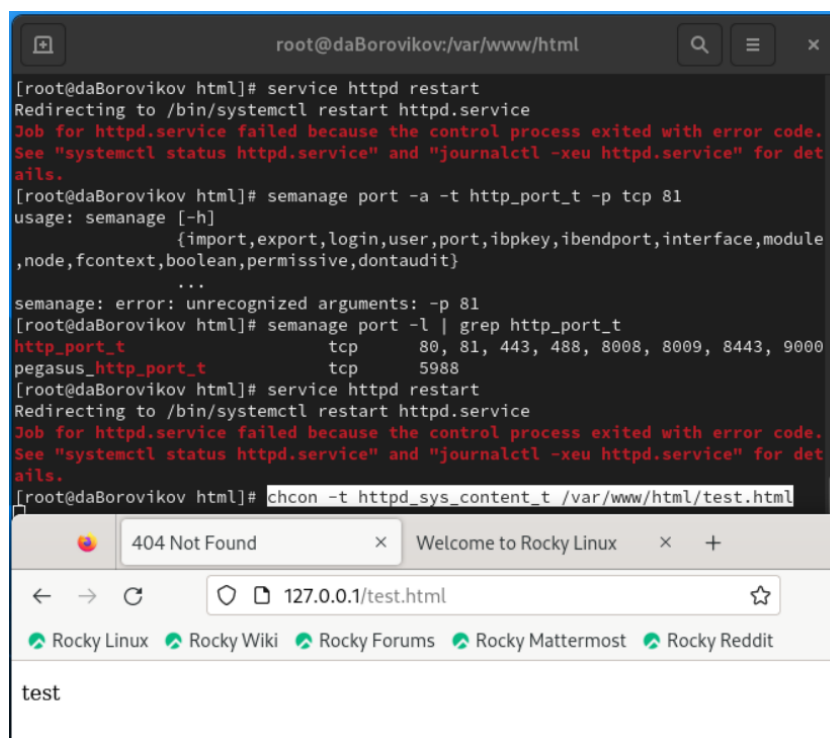 root@daBorovikov:/var/www/html
[root@daBorovikov html]# service httpd restart
Redirecting to /bin/systemctl restart httpd.service
Job for httpd.service failed because the control process exited with error code.
See "systemctl status httpd.service" and "journalctl -xeu httpd.service" for det
ails.
[root@daBorovikov html]# semanage port -a -t http_port_t -p tcp 81
usage: semanage [-h]
{import,export,login,user,port,ibpkey,ibendport,interface,module
,node,fcontext,boolean,permissive,dontaudit}
...
semanage: error: unrecognized arguments: -p 81
[root@daBorovikov html]# semanage port -l | grep http_port_t
http_port_t tcp 80, 81, 443, 488, 8008, 8009, 8443, 9000
pegasus_http_port_t tcp 5988
[root@daBorovikov html]# service httpd restart
Redirecting to /bin/systemctl restart httpd.service
Job for httpd.service failed because the control process exited with error code.
See "systemctl status httpd.service" and "journalctl -xeu httpd.service" for det
ails.
[root@daBorovikov html]# chcon -t httpd_sys_content_t /var/www/html/test.html
404 Not Found × Welcome to Rocky Linux × +
127.0.0.1/test.html
Rocky Linux Rocky Wiki Rocky Forums Rocky Mattermost Rocky Reddit
test